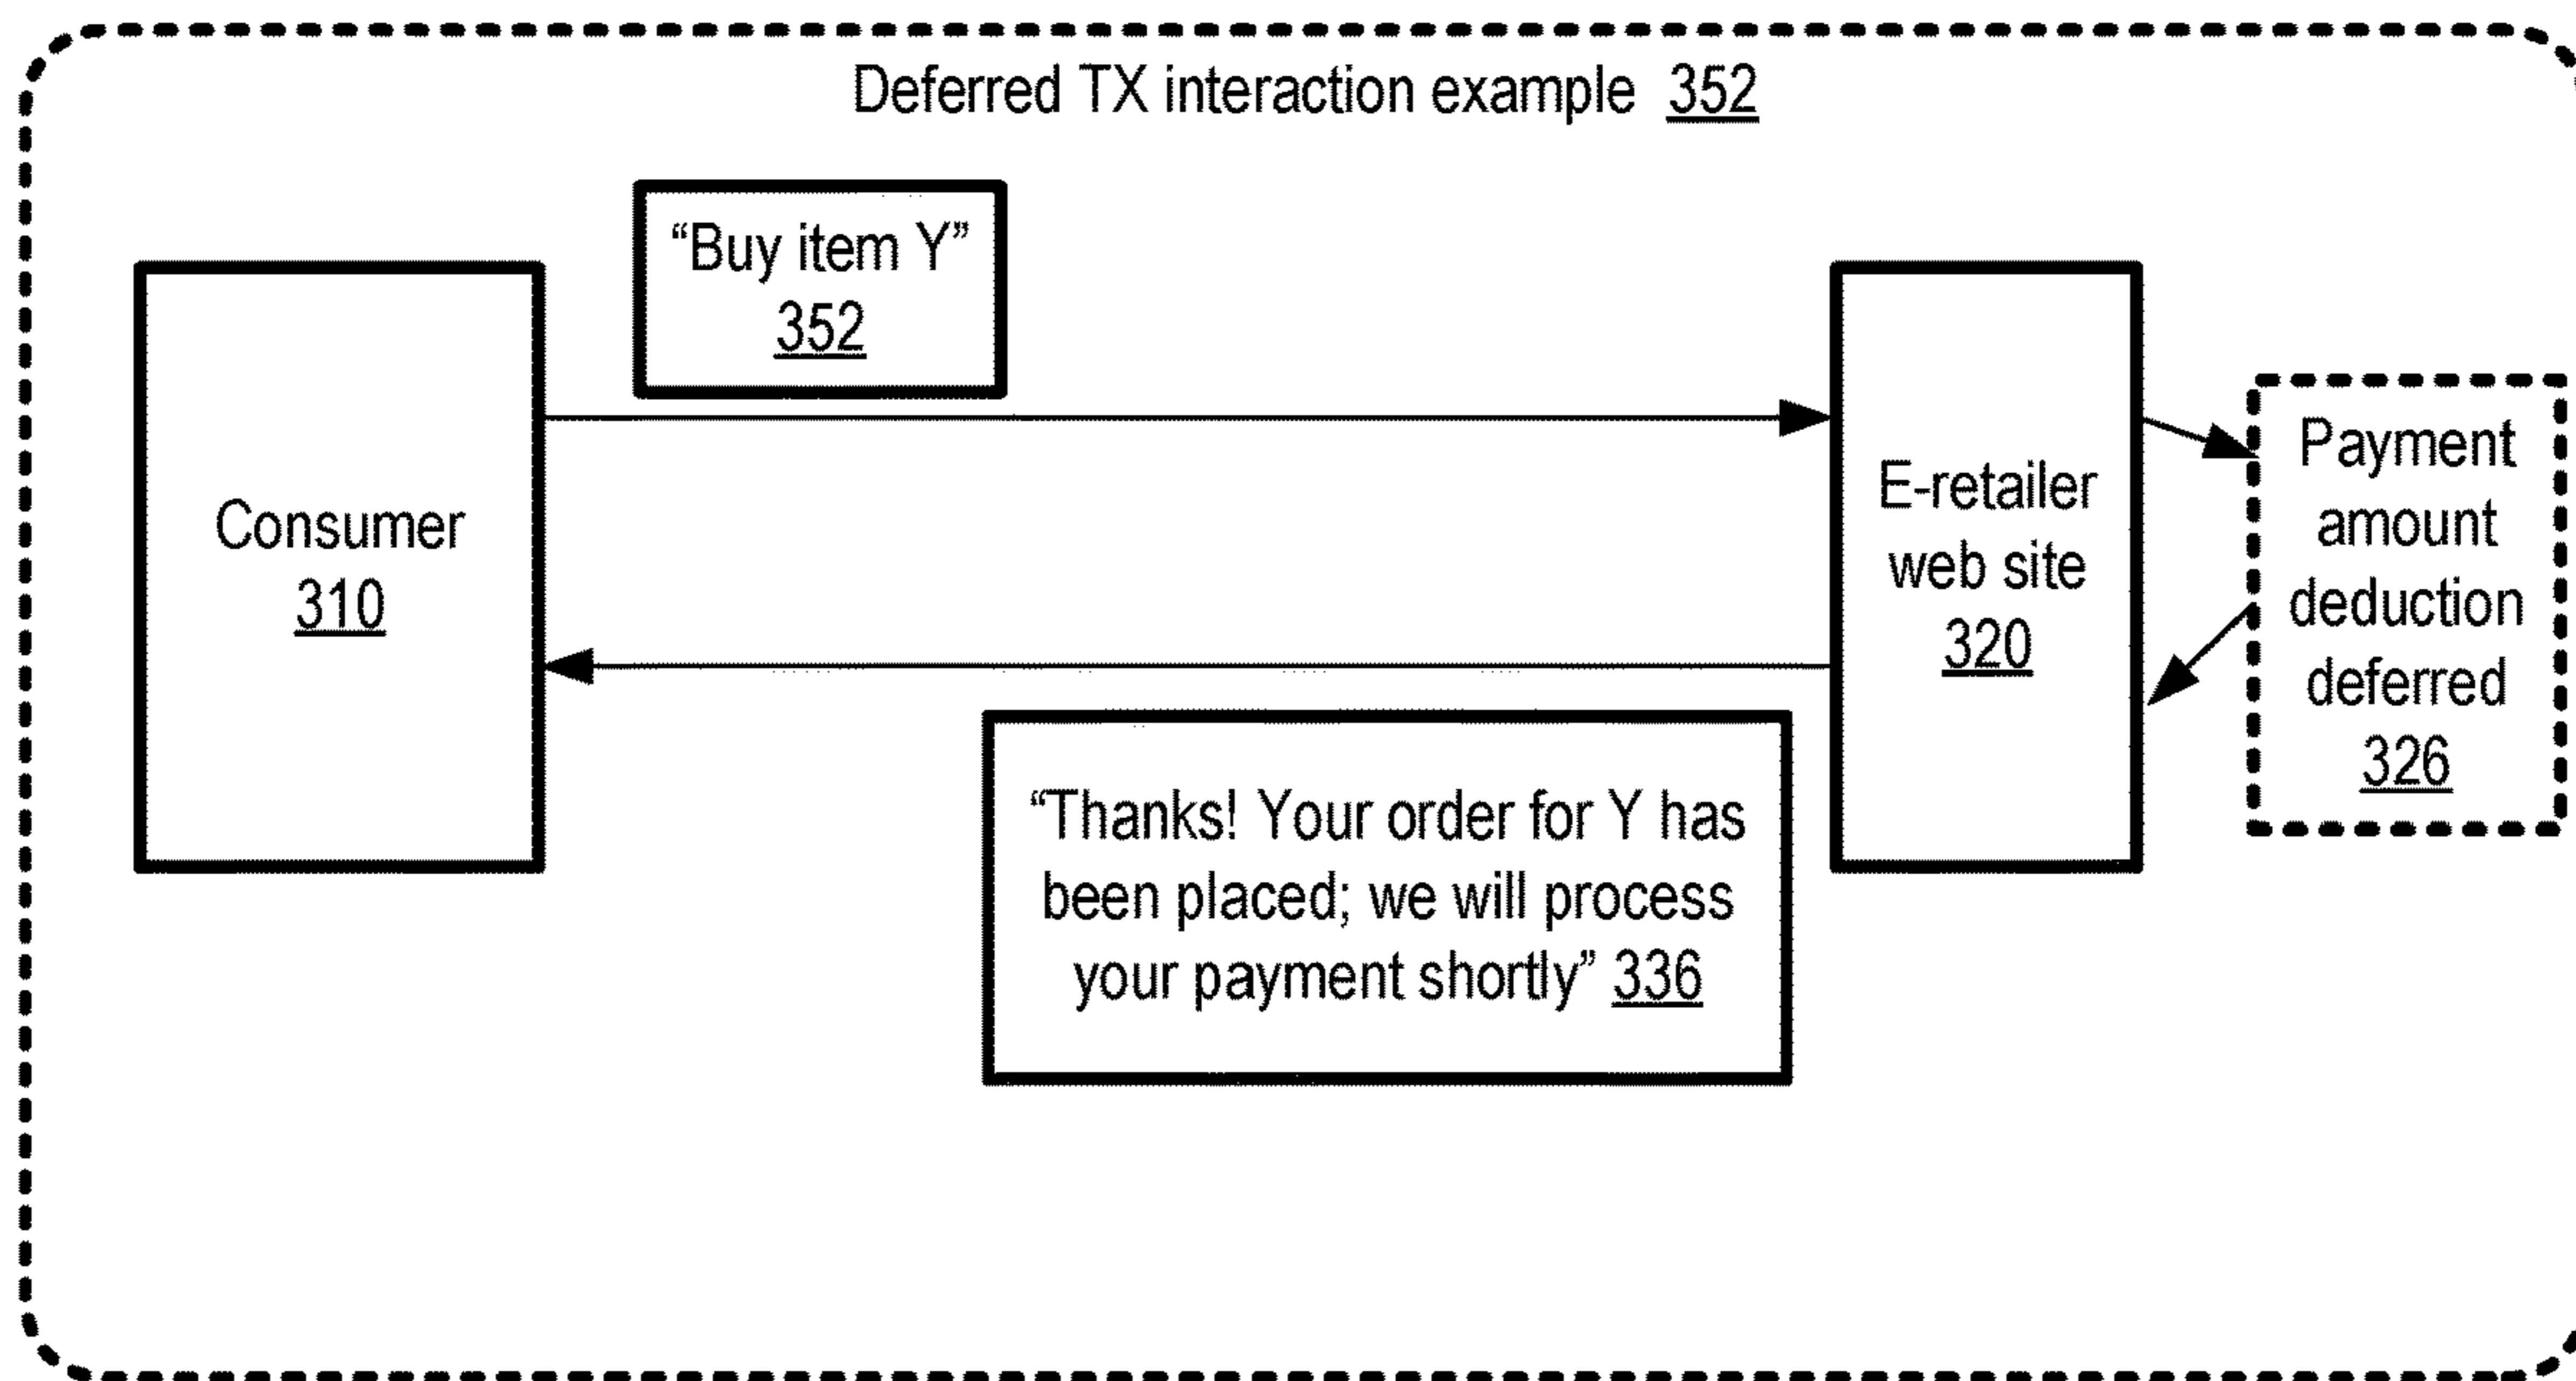 Deferred TX interaction example 352
“Buy item Y”
352
Consumer
310
E-retailer
web site
320
Payment
amount
deduction
deferred
326
“Thanks! Your order for Y has
been placed; we will process
your payment shortly” 336